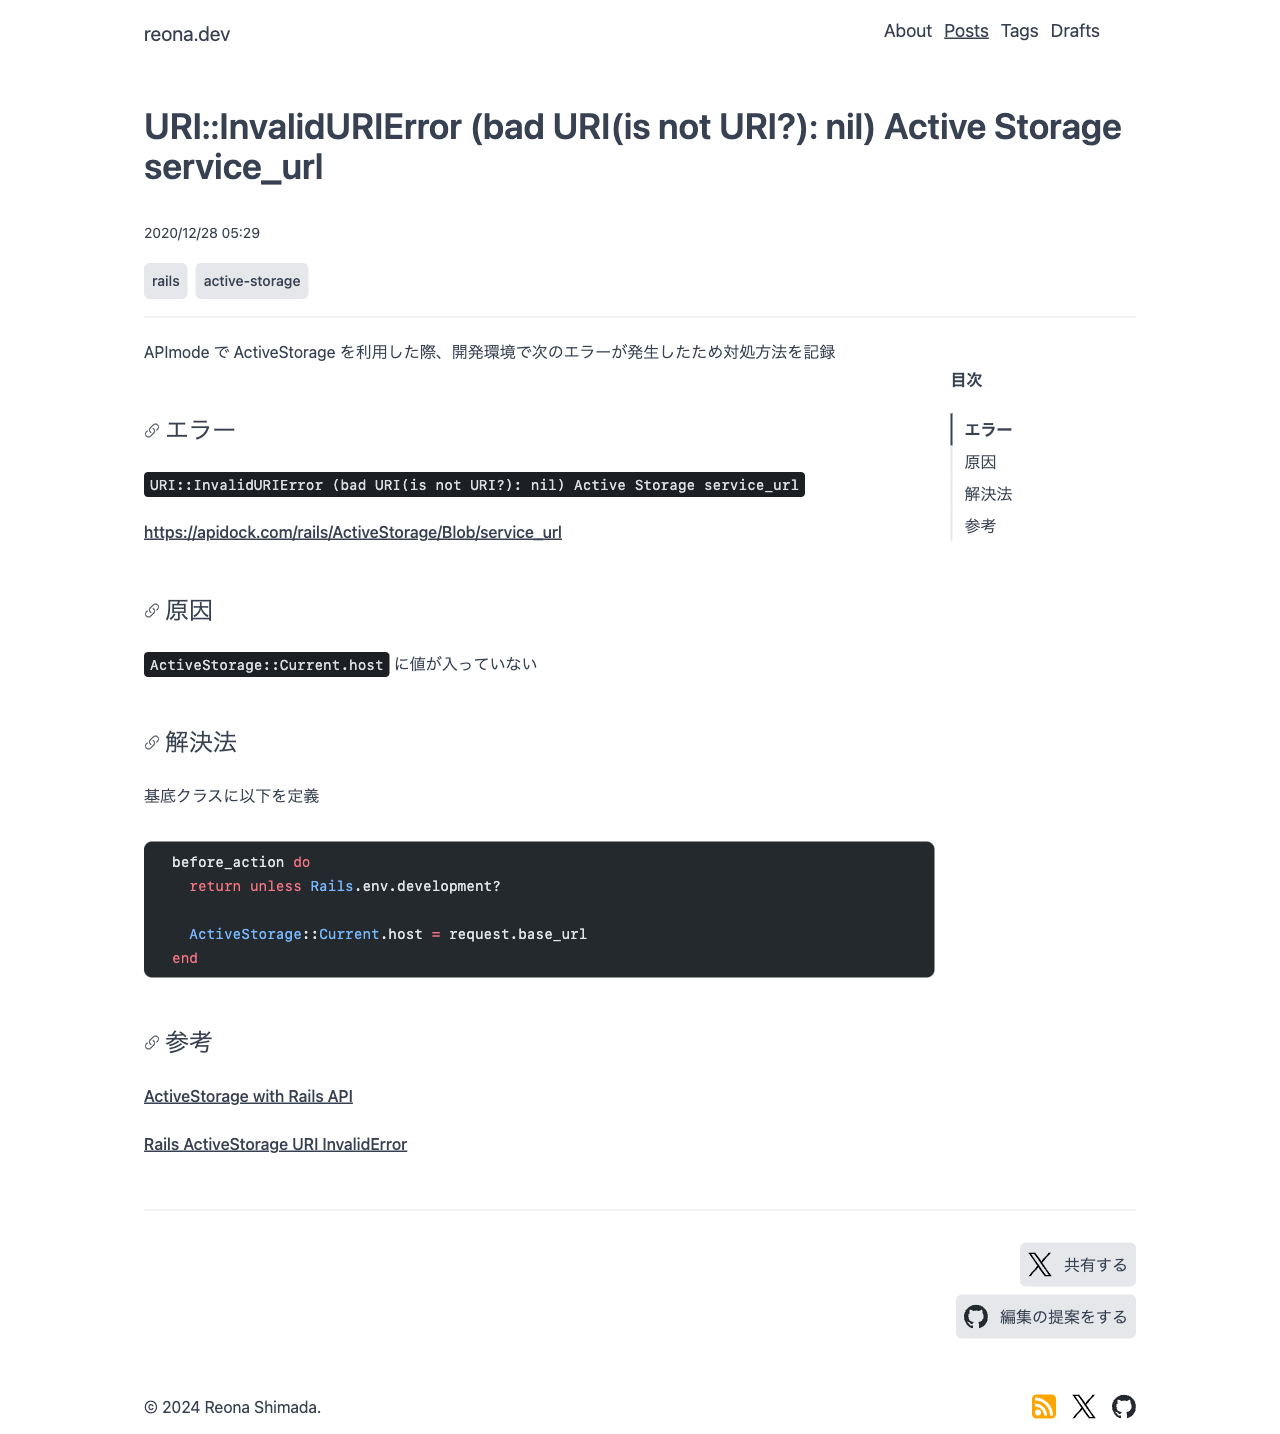 reona.dev
About Posts Tags Drafts
URI::InvalidURIError (bad URI(is not URI?): nil) Active Storage
service_url
2020/12/28 05:29
rails active-storage
APImode で ActiveStorage を利用した際、開発環境で次のエラーが発生したため対処方法を記録
目次
エラー
原因
解決法
参考
エラー
URI::InvalidURIError (bad URI(is not URI?): nil) Active Storage service_url
https://apidock.com/rails/ActiveStorage/Blob/service_url
原因
ActiveStorage::Current.host に値が入っていない
解決法
基底クラスに以下を定義
before_action do
  return unless Rails.env.development?
  ActiveStorage::Current.host = request.base_url
end
参考
ActiveStorage with Rails API
Rails ActiveStorage URI InvalidError
共有する
編集の提案をする
© 2024 Reona Shimada.